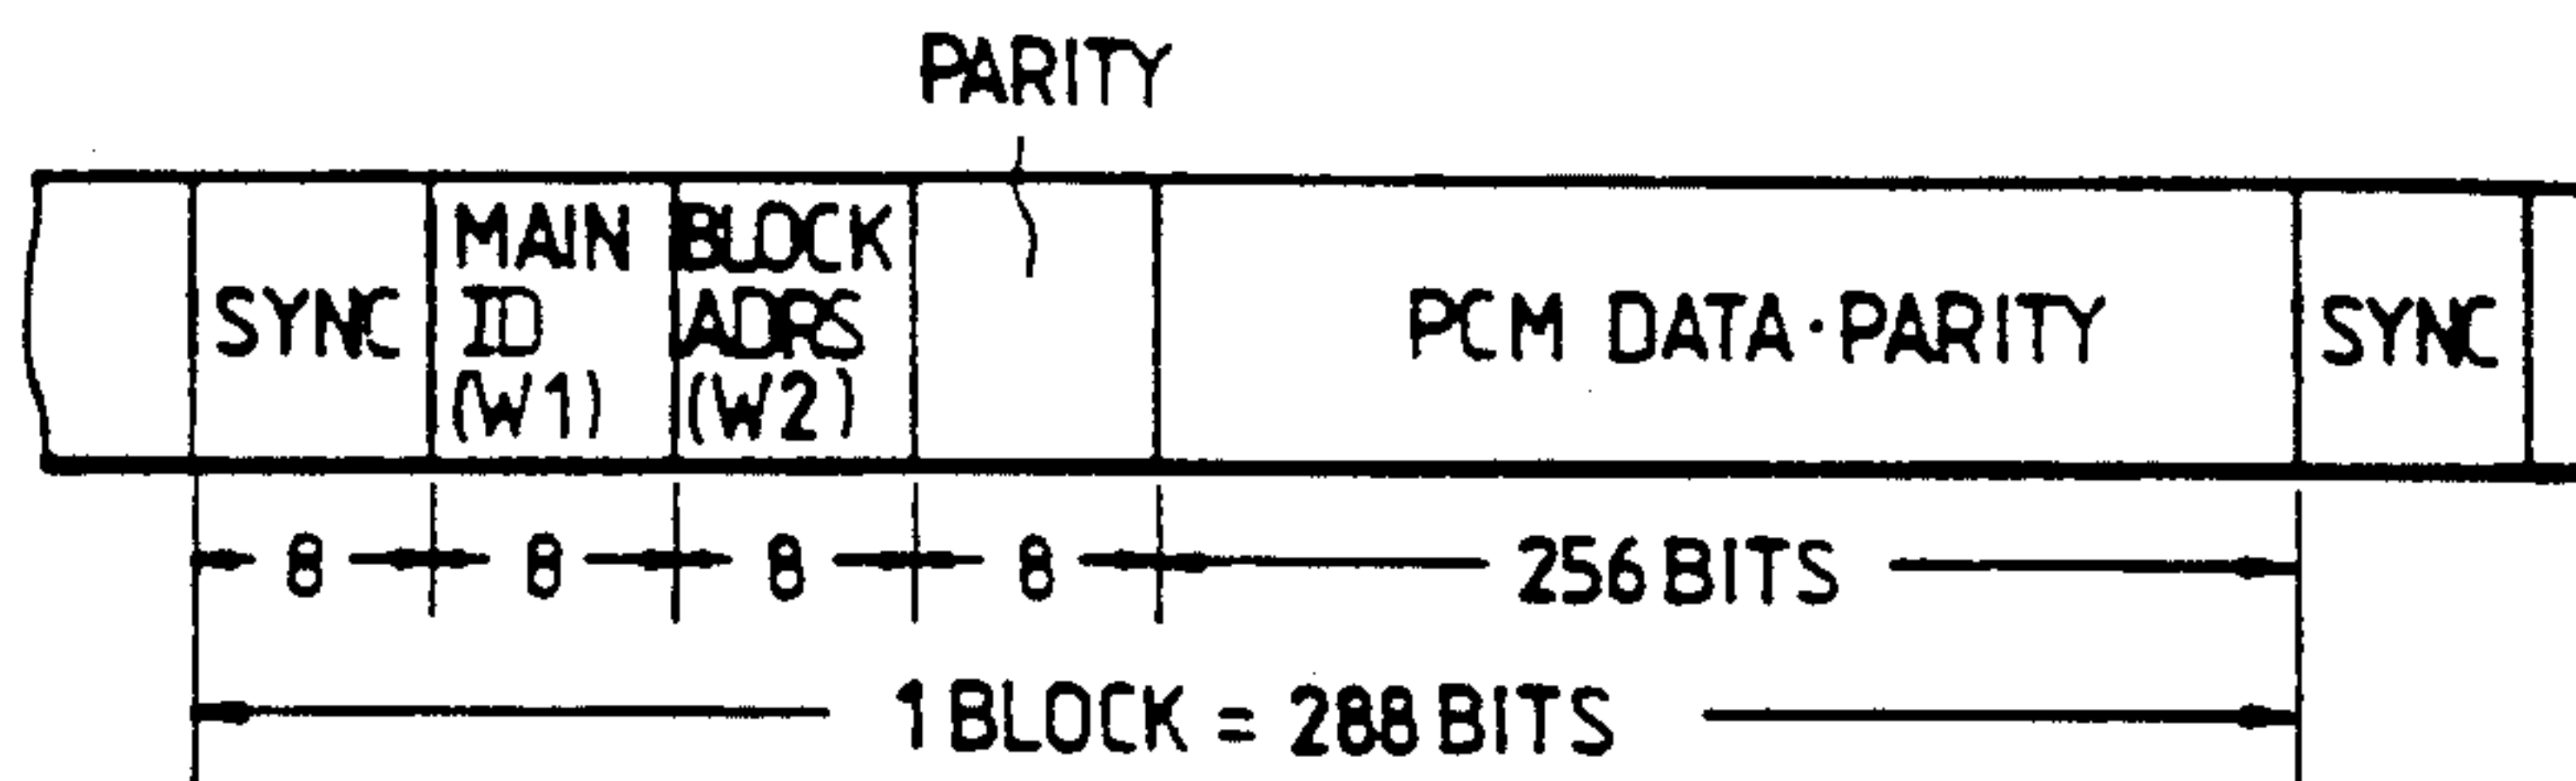 PARITY
SYNC
MAIN
ID
(W1)
BLOCK
ADRS
(W2)
PCM DATA·PARITY
SYNC
8
8
8
8
256 BITS
1 BLOCK = 288 BITS